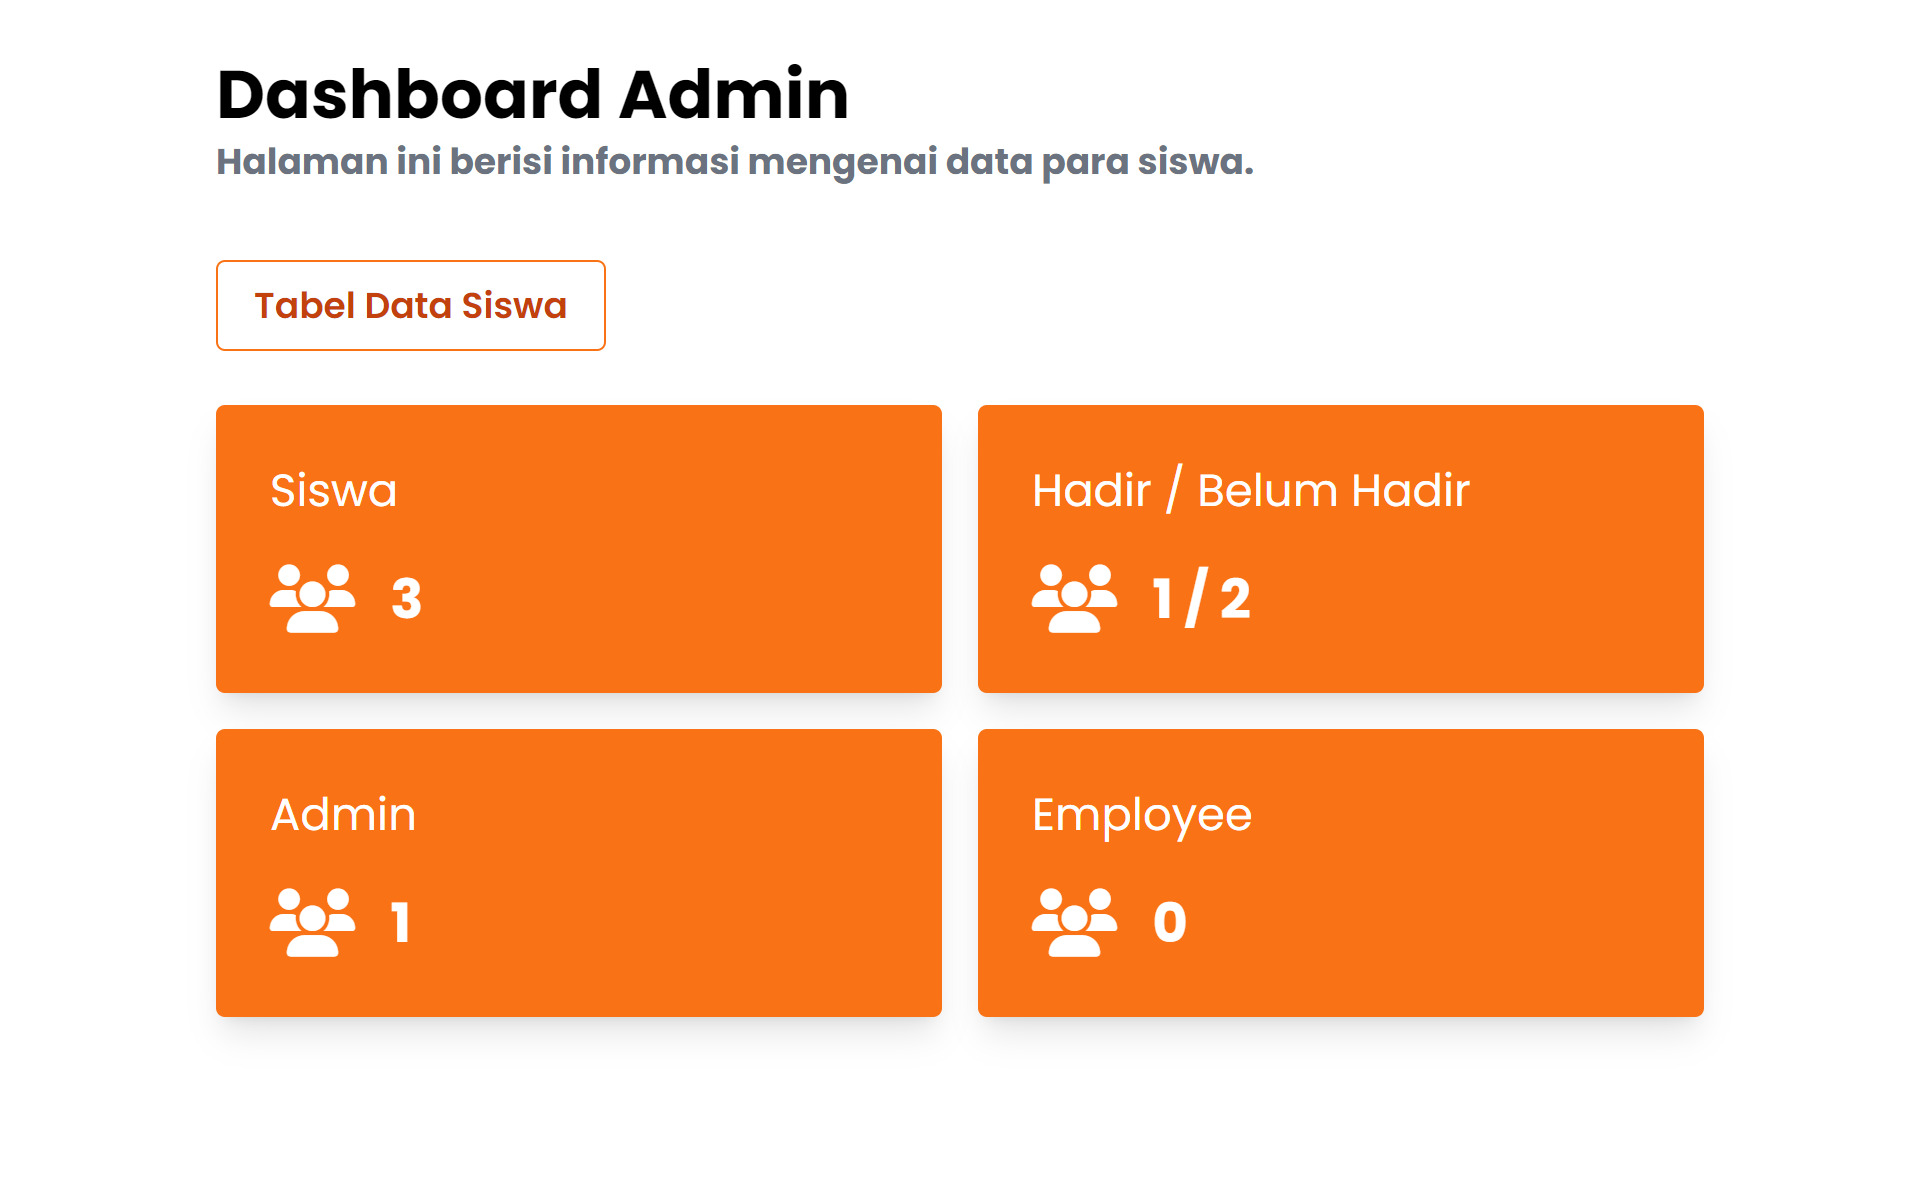 Dashboard Admin
Halaman ini berisi informasi mengenai data para siswa.
Tabel Data Siswa
Siswa
3
Hadir / Belum Hadir
1 / 2
Admin
1
Employee
0